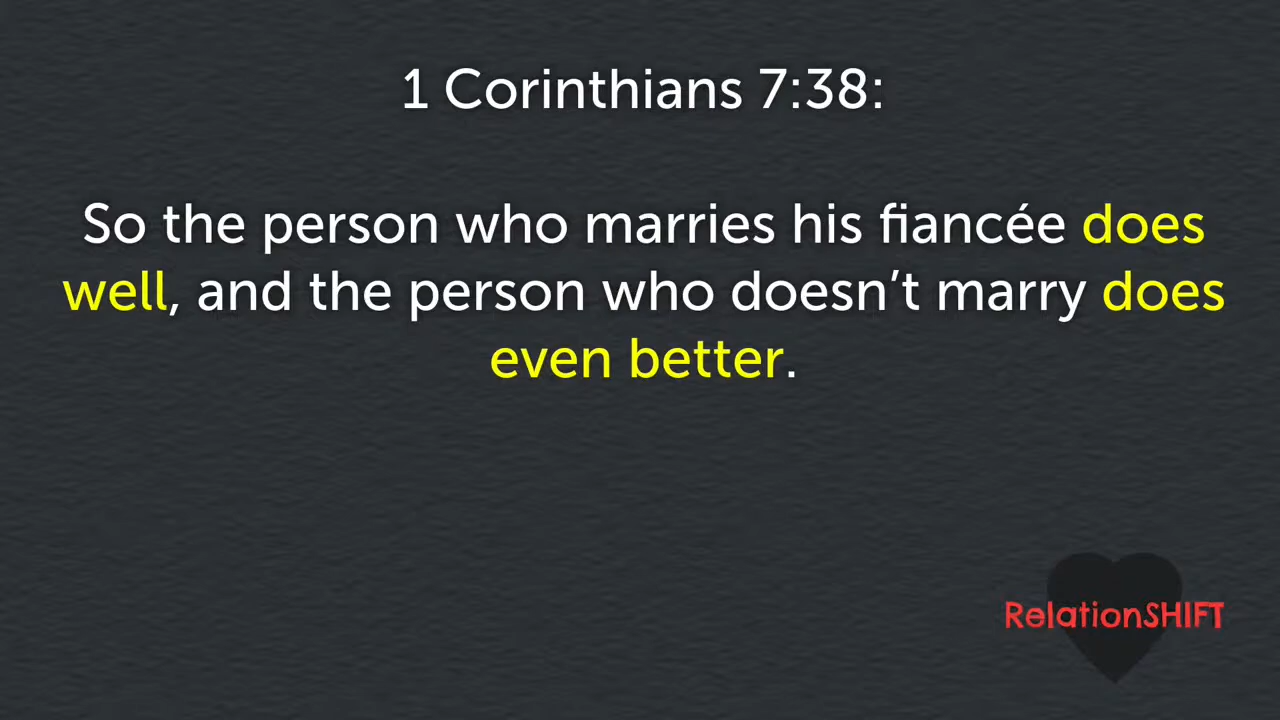 1 Corinthians 7:38:
So the person who marries his fiancée does
well, and the person who doesn’t marry does
even better.
RelationSHIFT